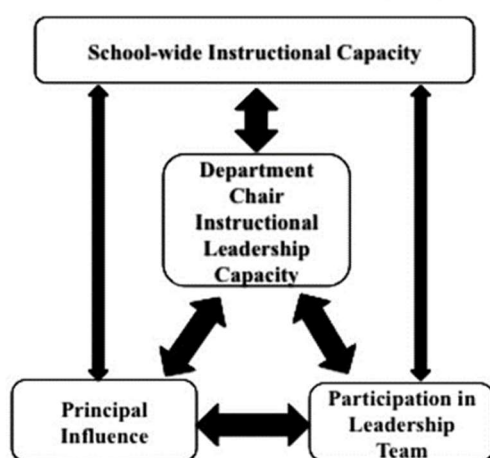 School-wide Instructional Capacity
Department
Chair
Instructional
Leadership
Capacity
Principal
Influence
Participation in
Leadership
Team